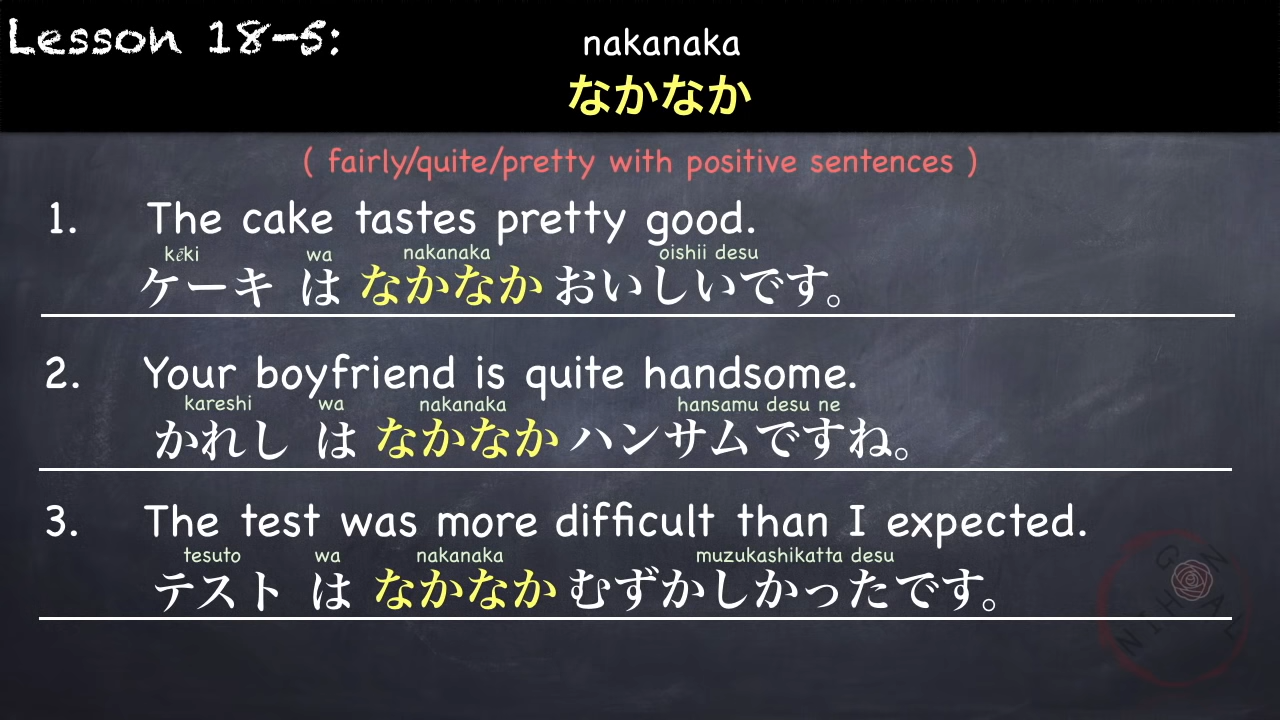 Lesson 18-5:
nakanaka
なかなか
( fairly/quite/pretty with positive sentences )
1. The cake tastes pretty good.
kēki wa nakanaka oishii desu
ケーキ は なかなか おいしいです。
2. Your boyfriend is quite handsome.
kareshi wa nakanaka hansamu desu ne
かれし は なかなか ハンサムですね。
3. The test was more difficult than I expected.
tesuto wa nakanaka muzukashikatta desu
テスト は なかなか むずかしかったです。